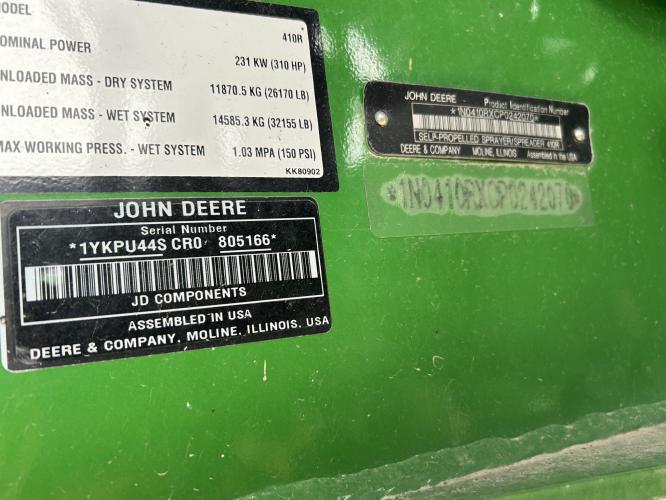 MODEL
410R
NOMINAL POWER
231 KW (310 HP)
UNLOADED MASS - DRY SYSTEM
11870.5 KG (26170 LB)
UNLOADED MASS - WET SYSTEM
14585.3 KG (32155 LB)
MAX WORKING PRESS. - WET SYSTEM
1.03 MPA (150 PSI)
KK80902
JOHN DEERE
Serial Number
*1YKPU44S CR0 805166*
JD COMPONENTS
ASSEMBLED IN USA
DEERE & COMPANY, MOLINE, ILLINOIS, USA
JOHN DEERE Product Identification Number
*1N0410RXCP0242070*
SELF-PROPELLED SPRAYER/SPREADER 410R
DEERE & COMPANY MOLINE, ILLINOIS Assembled in the USA
*1N0410RXCP0242070*